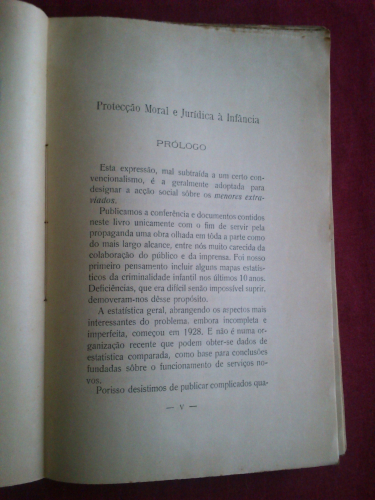 Protecção Moral e Jurídica à Infância
PRÓLOGO
Esta expressão, mal subtraída a um certo con-
vencionalismo, é a geralmente adoptada para
designar a acção social sôbre os menores extra-
viados.
Publicamos a conferência e documentos contidos
neste livro unicamente com o fim de servir pela
propaganda uma obra olhada em tôda a parte como
do mais largo alcance, entre nós muito carecida da
colaboração do público e da imprensa. Foi nosso
primeiro pensamento incluir alguns mapas estatís-
ticos da criminalidade infantil nos últimos 10 anos.
Deficiências, que era difícil senão impossível suprir,
demoveram-nos dêsse propósito.
A estatística geral, abrangendo os aspectos mais
interessantes do problema, embora incompleta e
imperfeita, começou em 1928. E não é numa or-
ganização recente que podem obter-se dados de
estatística comparada, como base para conclusões
fundadas sôbre o funcionamento de serviços no-
vos.
Porisso desistimos de publicar complicados qua-
— V —